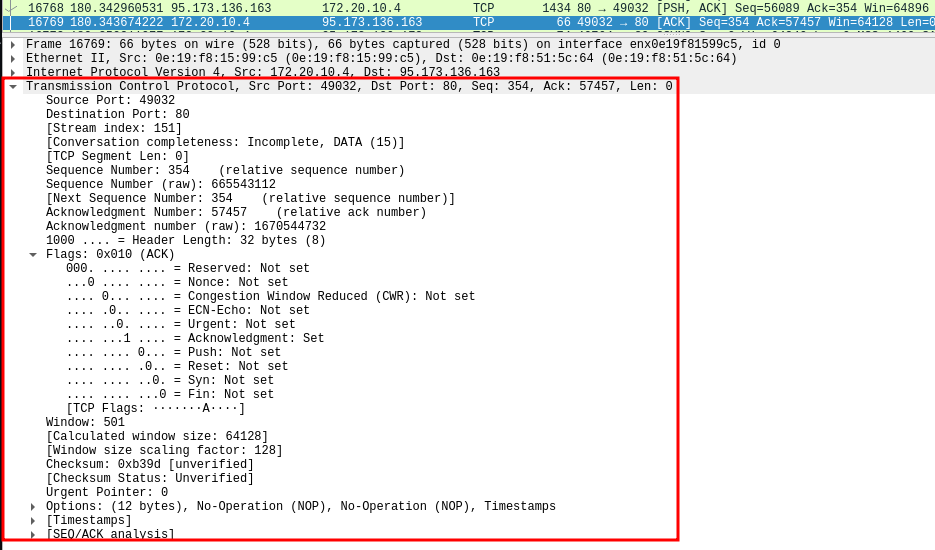 16768 180.342960531 95.173.136.163 172.20.10.4 TCP 1434 80 → 49032 [PSH, ACK] Seq=56089 Ack=354 Win=64896
16769 180.343674222 172.20.10.4 95.173.136.163 TCP 66 49032 → 80 [ACK] Seq=354 Ack=57457 Win=64128 Len=0
Frame 16769: 66 bytes on wire (528 bits), 66 bytes captured (528 bits) on interface enx0e19f81599c5, id 0
Ethernet II, Src: 0e:19:f8:15:99:c5 (0e:19:f8:15:99:c5), Dst: 0e:19:f8:51:5c:64 (0e:19:f8:51:5c:64)
Internet Protocol Version 4, Src: 172.20.10.4, Dst: 95.173.136.163
Transmission Control Protocol, Src Port: 49032, Dst Port: 80, Seq: 354, Ack: 57457, Len: 0
Source Port: 49032
Destination Port: 80
[Stream index: 151]
[Conversation completeness: Incomplete, DATA (15)]
[TCP Segment Len: 0]
Sequence Number: 354 (relative sequence number)
Sequence Number (raw): 665543112
[Next Sequence Number: 354 (relative sequence number)]
Acknowledgment Number: 57457 (relative ack number)
Acknowledgment number (raw): 1670544732
1000 .... = Header Length: 32 bytes (8)
Flags: 0x010 (ACK)
000. .... .... = Reserved: Not set
...0 .... .... = Nonce: Not set
.... 0... .... = Congestion Window Reduced (CWR): Not set
.... .0.. .... = ECN-Echo: Not set
.... ..0. .... = Urgent: Not set
.... ...1 .... = Acknowledgment: Set
.... .... 0... = Push: Not set
.... .... .0.. = Reset: Not set
.... .... ..0. = Syn: Not set
.... .... ...0 = Fin: Not set
[TCP Flags: ·······A····]
Window: 501
[Calculated window size: 64128]
[Window size scaling factor: 128]
Checksum: 0xb39d [unverified]
[Checksum Status: Unverified]
Urgent Pointer: 0
Options: (12 bytes), No-Operation (NOP), No-Operation (NOP), Timestamps
[Timestamps]
[SEQ/ACK analysis]